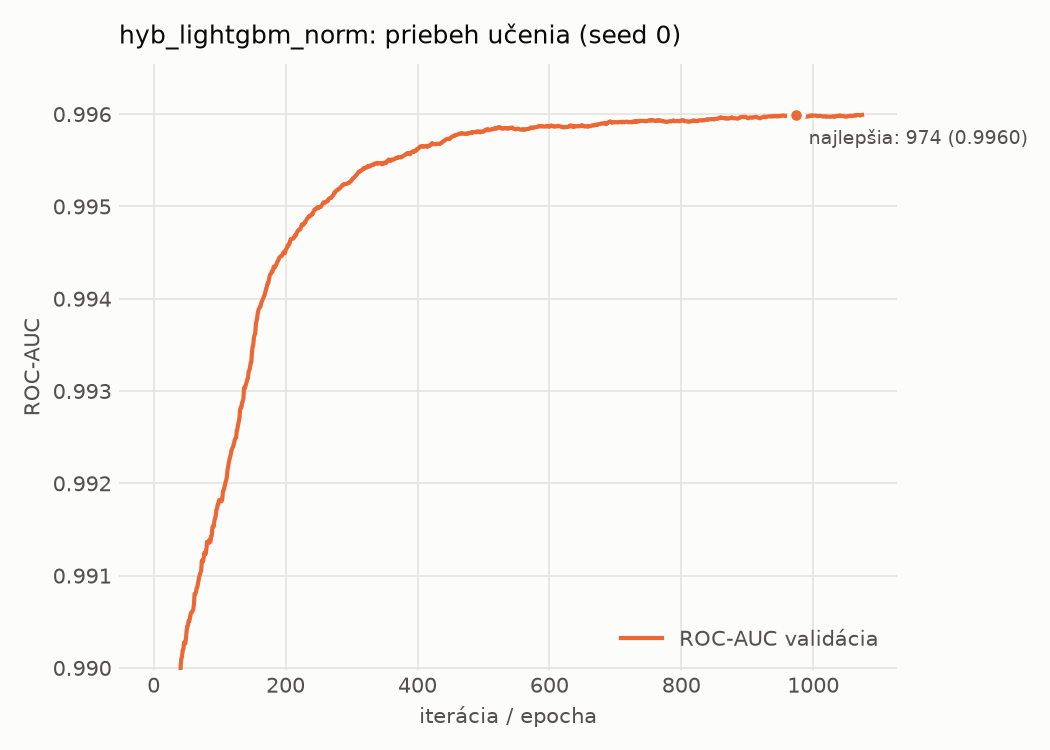 hyb_lightgbm_norm: priebeh učenia (seed 0)
ROC-AUC
0.996
0.995
0.994
0.993
0.992
0.991
0.990
najlepšia: 974 (0.9960)
ROC-AUC validácia
0 200 400 600 800 1000
iterácia / epocha